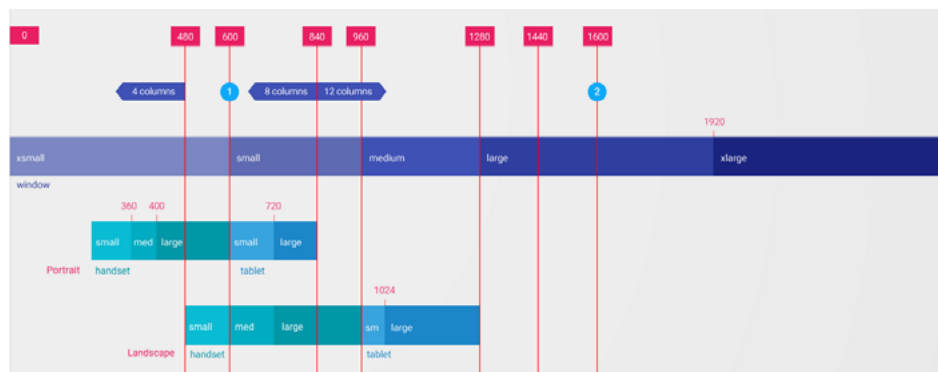 0 480 600 840 960 1280 1440 1600
4 columns 1 8 columns 12 columns 2
1920
xsmall small medium large xlarge
window
360 400 720
small med large small large
Portrait handset tablet
1024
small med large sm large
Landscape handset tablet